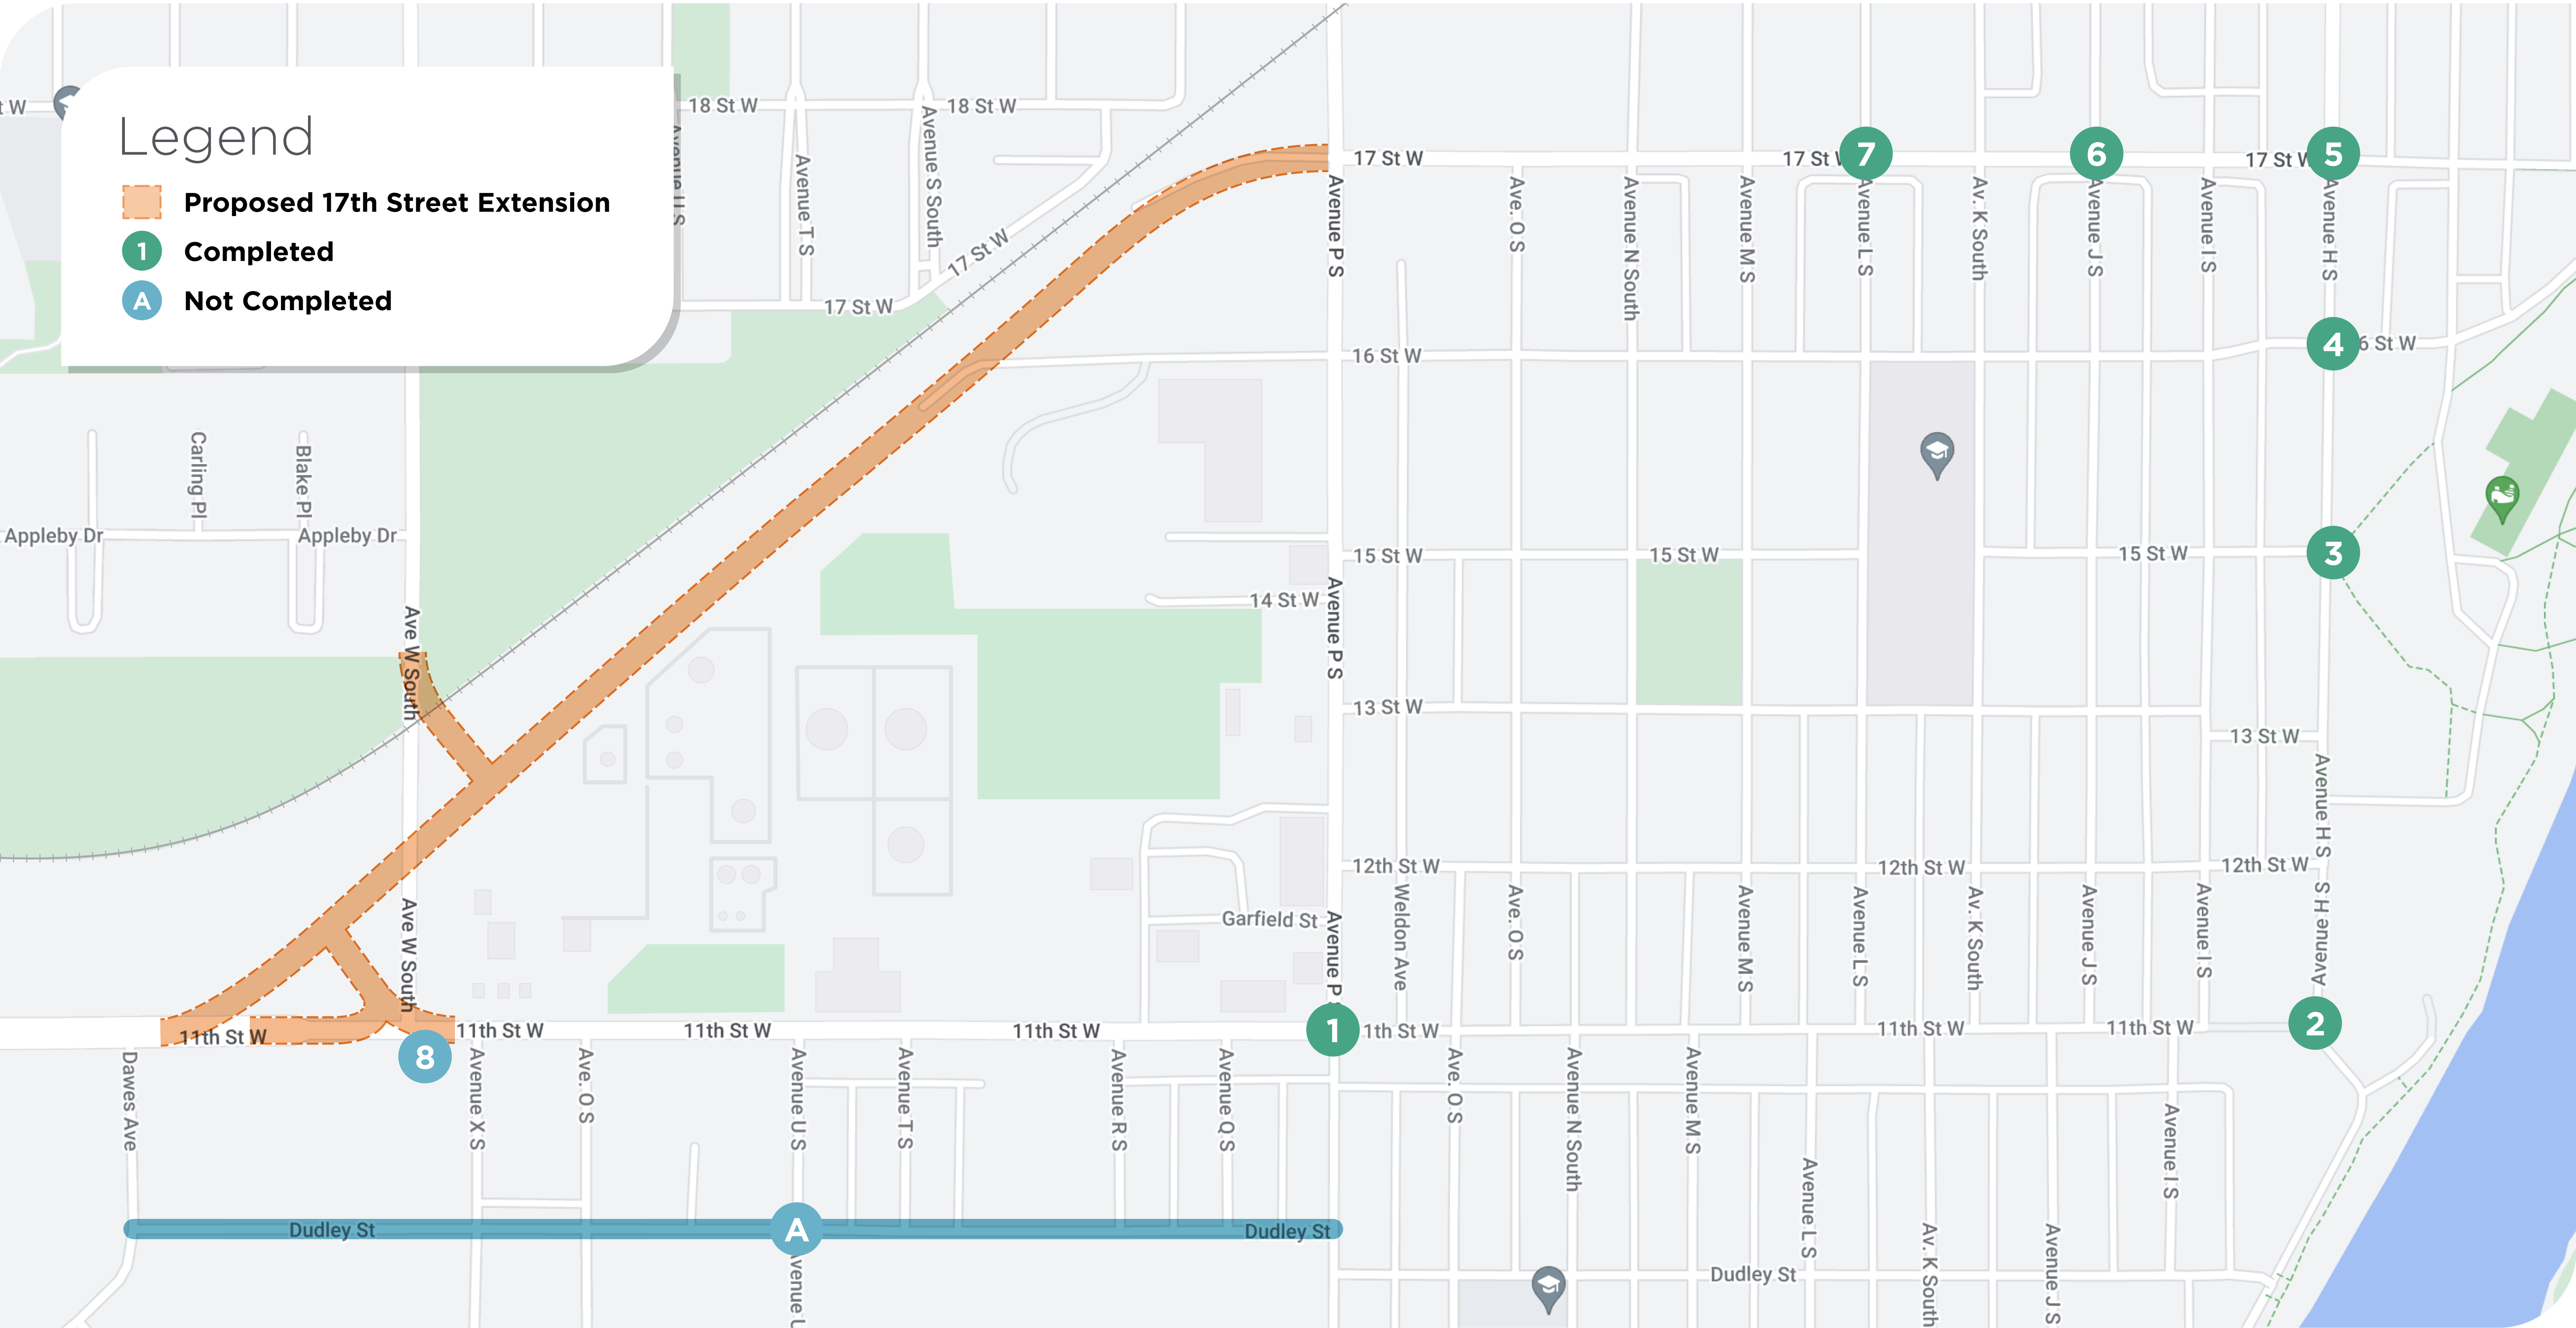 Legend
Proposed 17th Street Extension
1 Completed
A Not Completed
18 St W
18 St W
Avenue T S
Avenue S South
17 St W
17 St W
17 St W
17 St W
7
6
17 St W
5
Avenue P S
Ave. O S
Avenue N South
Avenue M S
Avenue L S
Av. K South
Avenue J S
Avenue I S
Avenue H S
16 St W
4
6 St W
Carling Pl
Blake Pl
Appleby Dr
Appleby Dr
15 St W
15 St W
15 St W
3
14 St W
Avenue P S
Ave W South
13 St W
13 St W
Avenue H S
12th St W
12th St W
12th St W
Ave W South
Garfield St
Avenue P
Weldon Ave
Ave. O S
Avenue M S
Avenue L S
Av. K South
Avenue J S
Avenue I S
Avenue H S
11th St W
8
11th St W
11th St W
11th St W
1
1th St W
11th St W
11th St W
2
Dawes Ave
Avenue X S
Ave. O S
Avenue U S
Avenue T S
Avenue R S
Avenue Q S
Ave. O S
Avenue N South
Avenue M S
Avenue L S
Avenue I S
Dudley St
A
Dudley St
Dudley St
Av. K South
Avenue J S